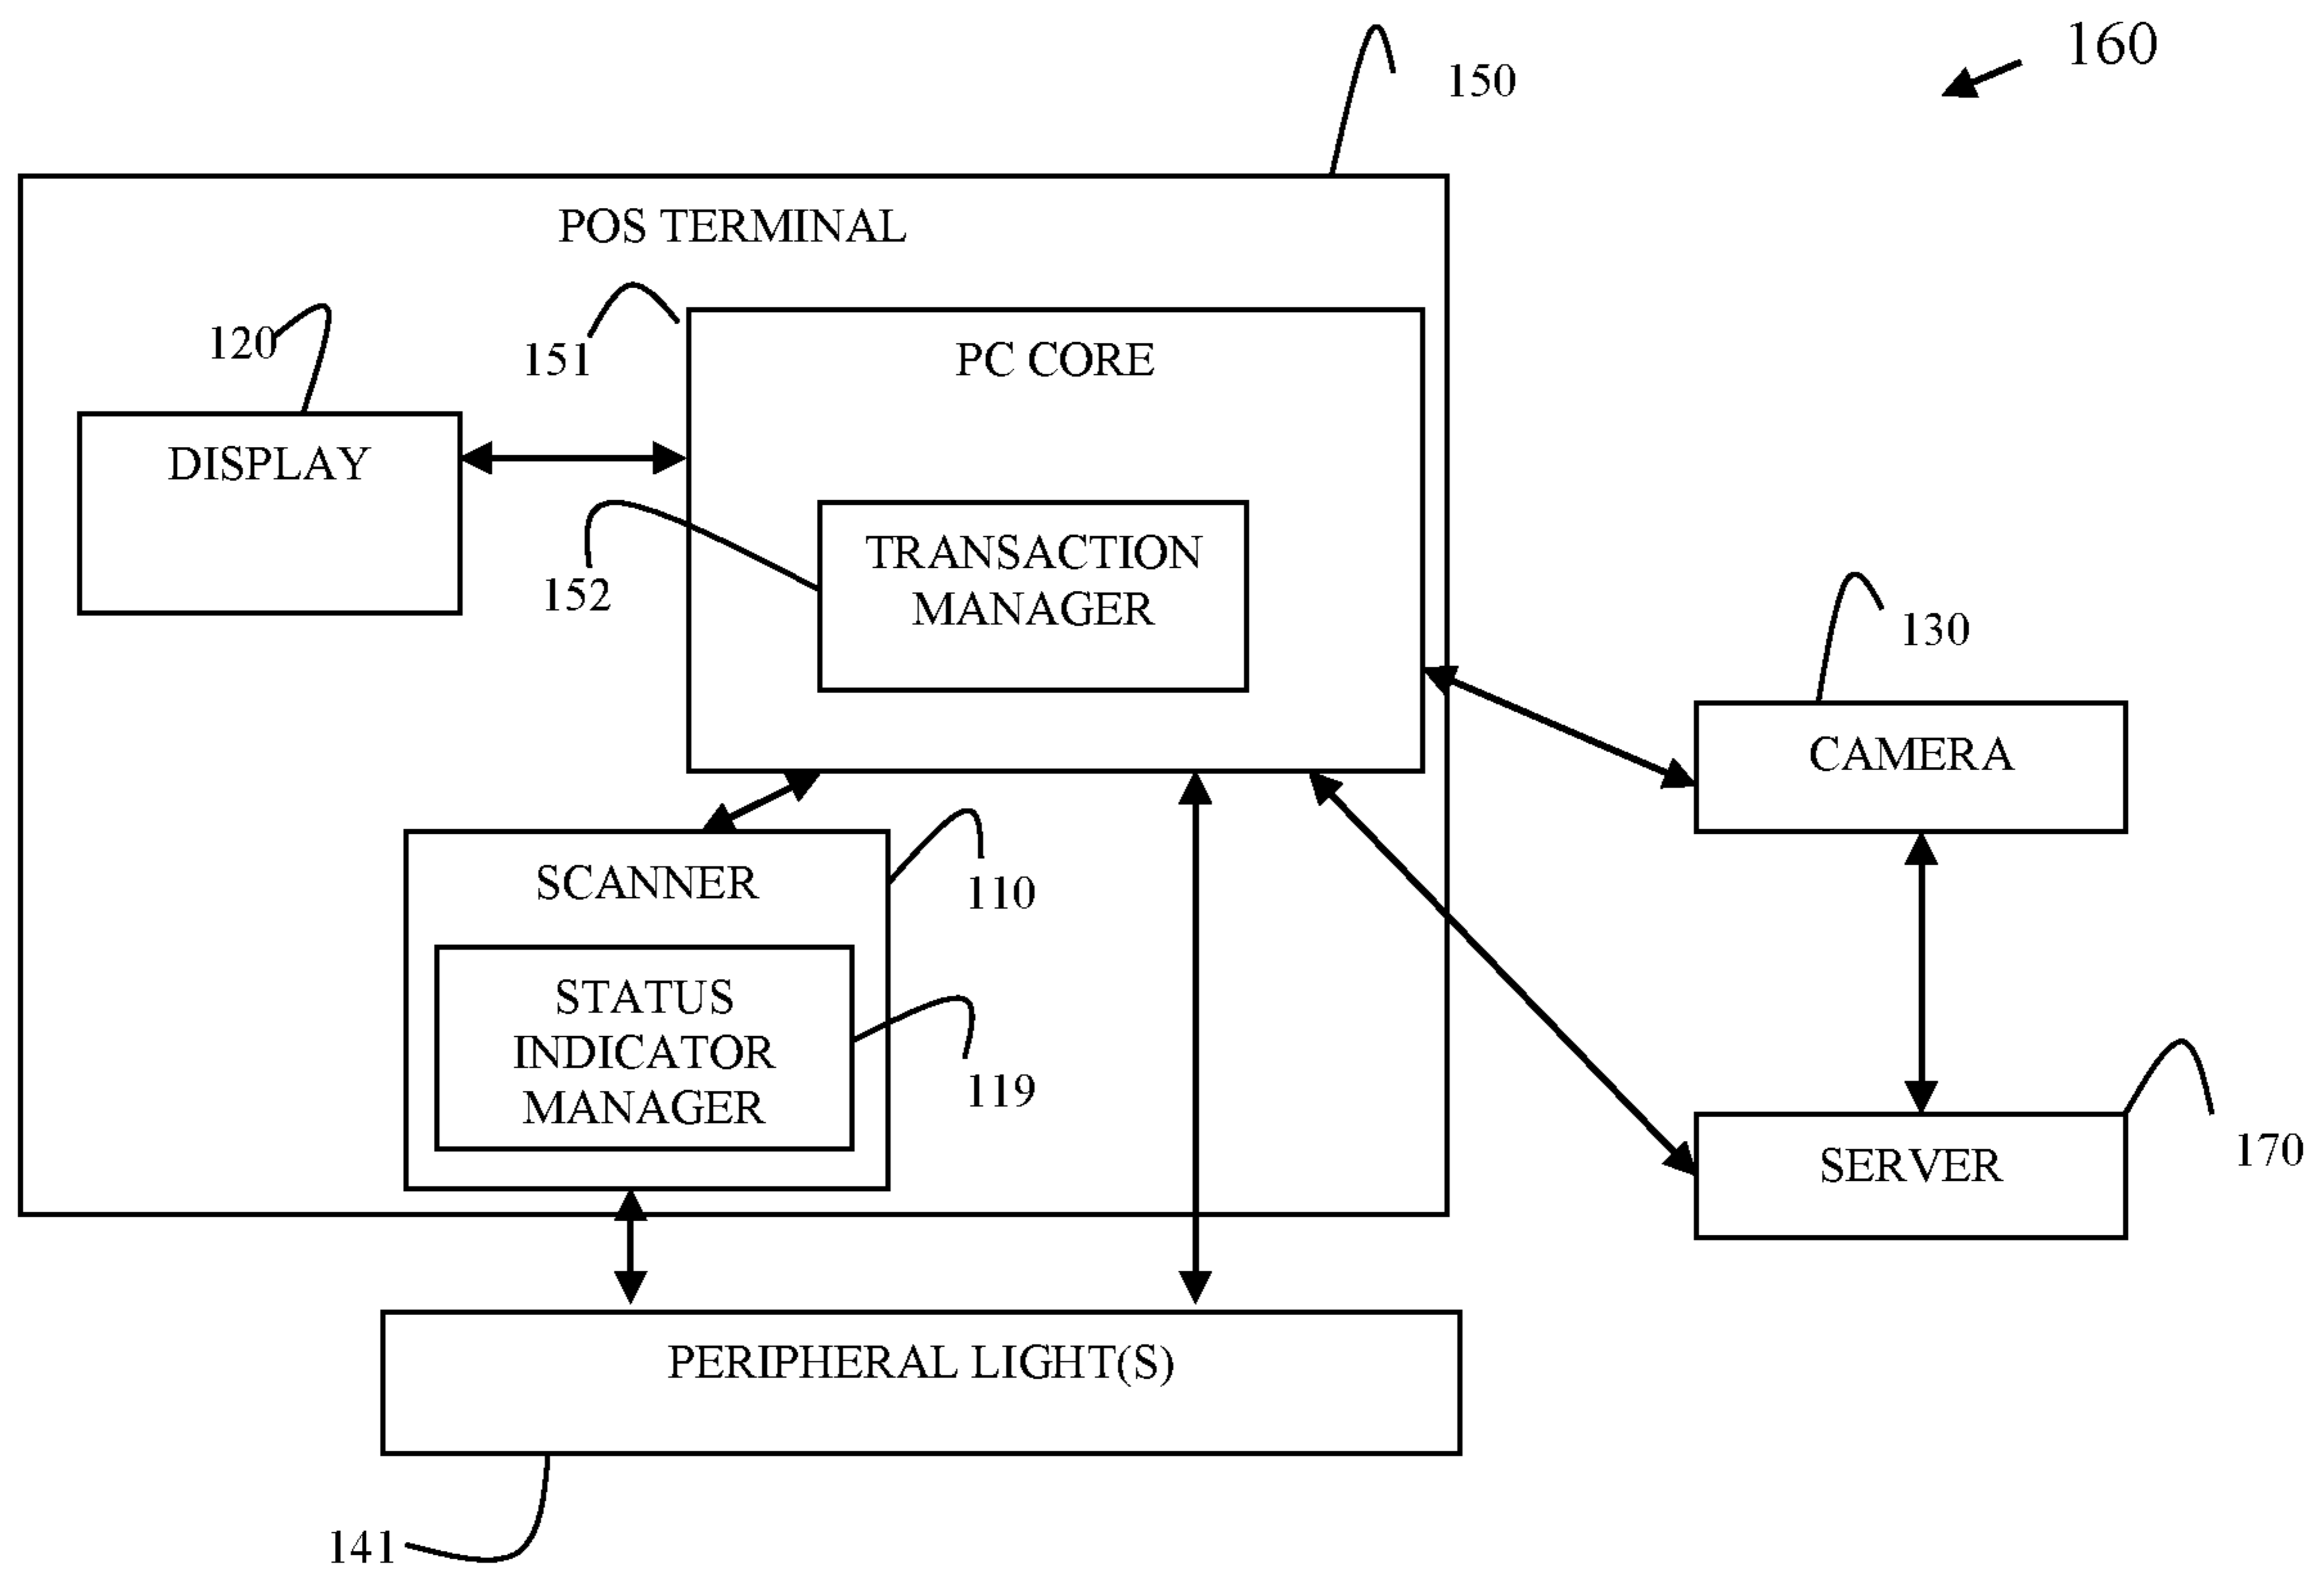 160
150
POS TERMINAL
120
151
PC CORE
DISPLAY
TRANSACTION
MANAGER
152
130
CAMERA
SCANNER
110
STATUS
INDICATOR
MANAGER
119
SERVER
170
PERIPHERAL LIGHT(S)
141